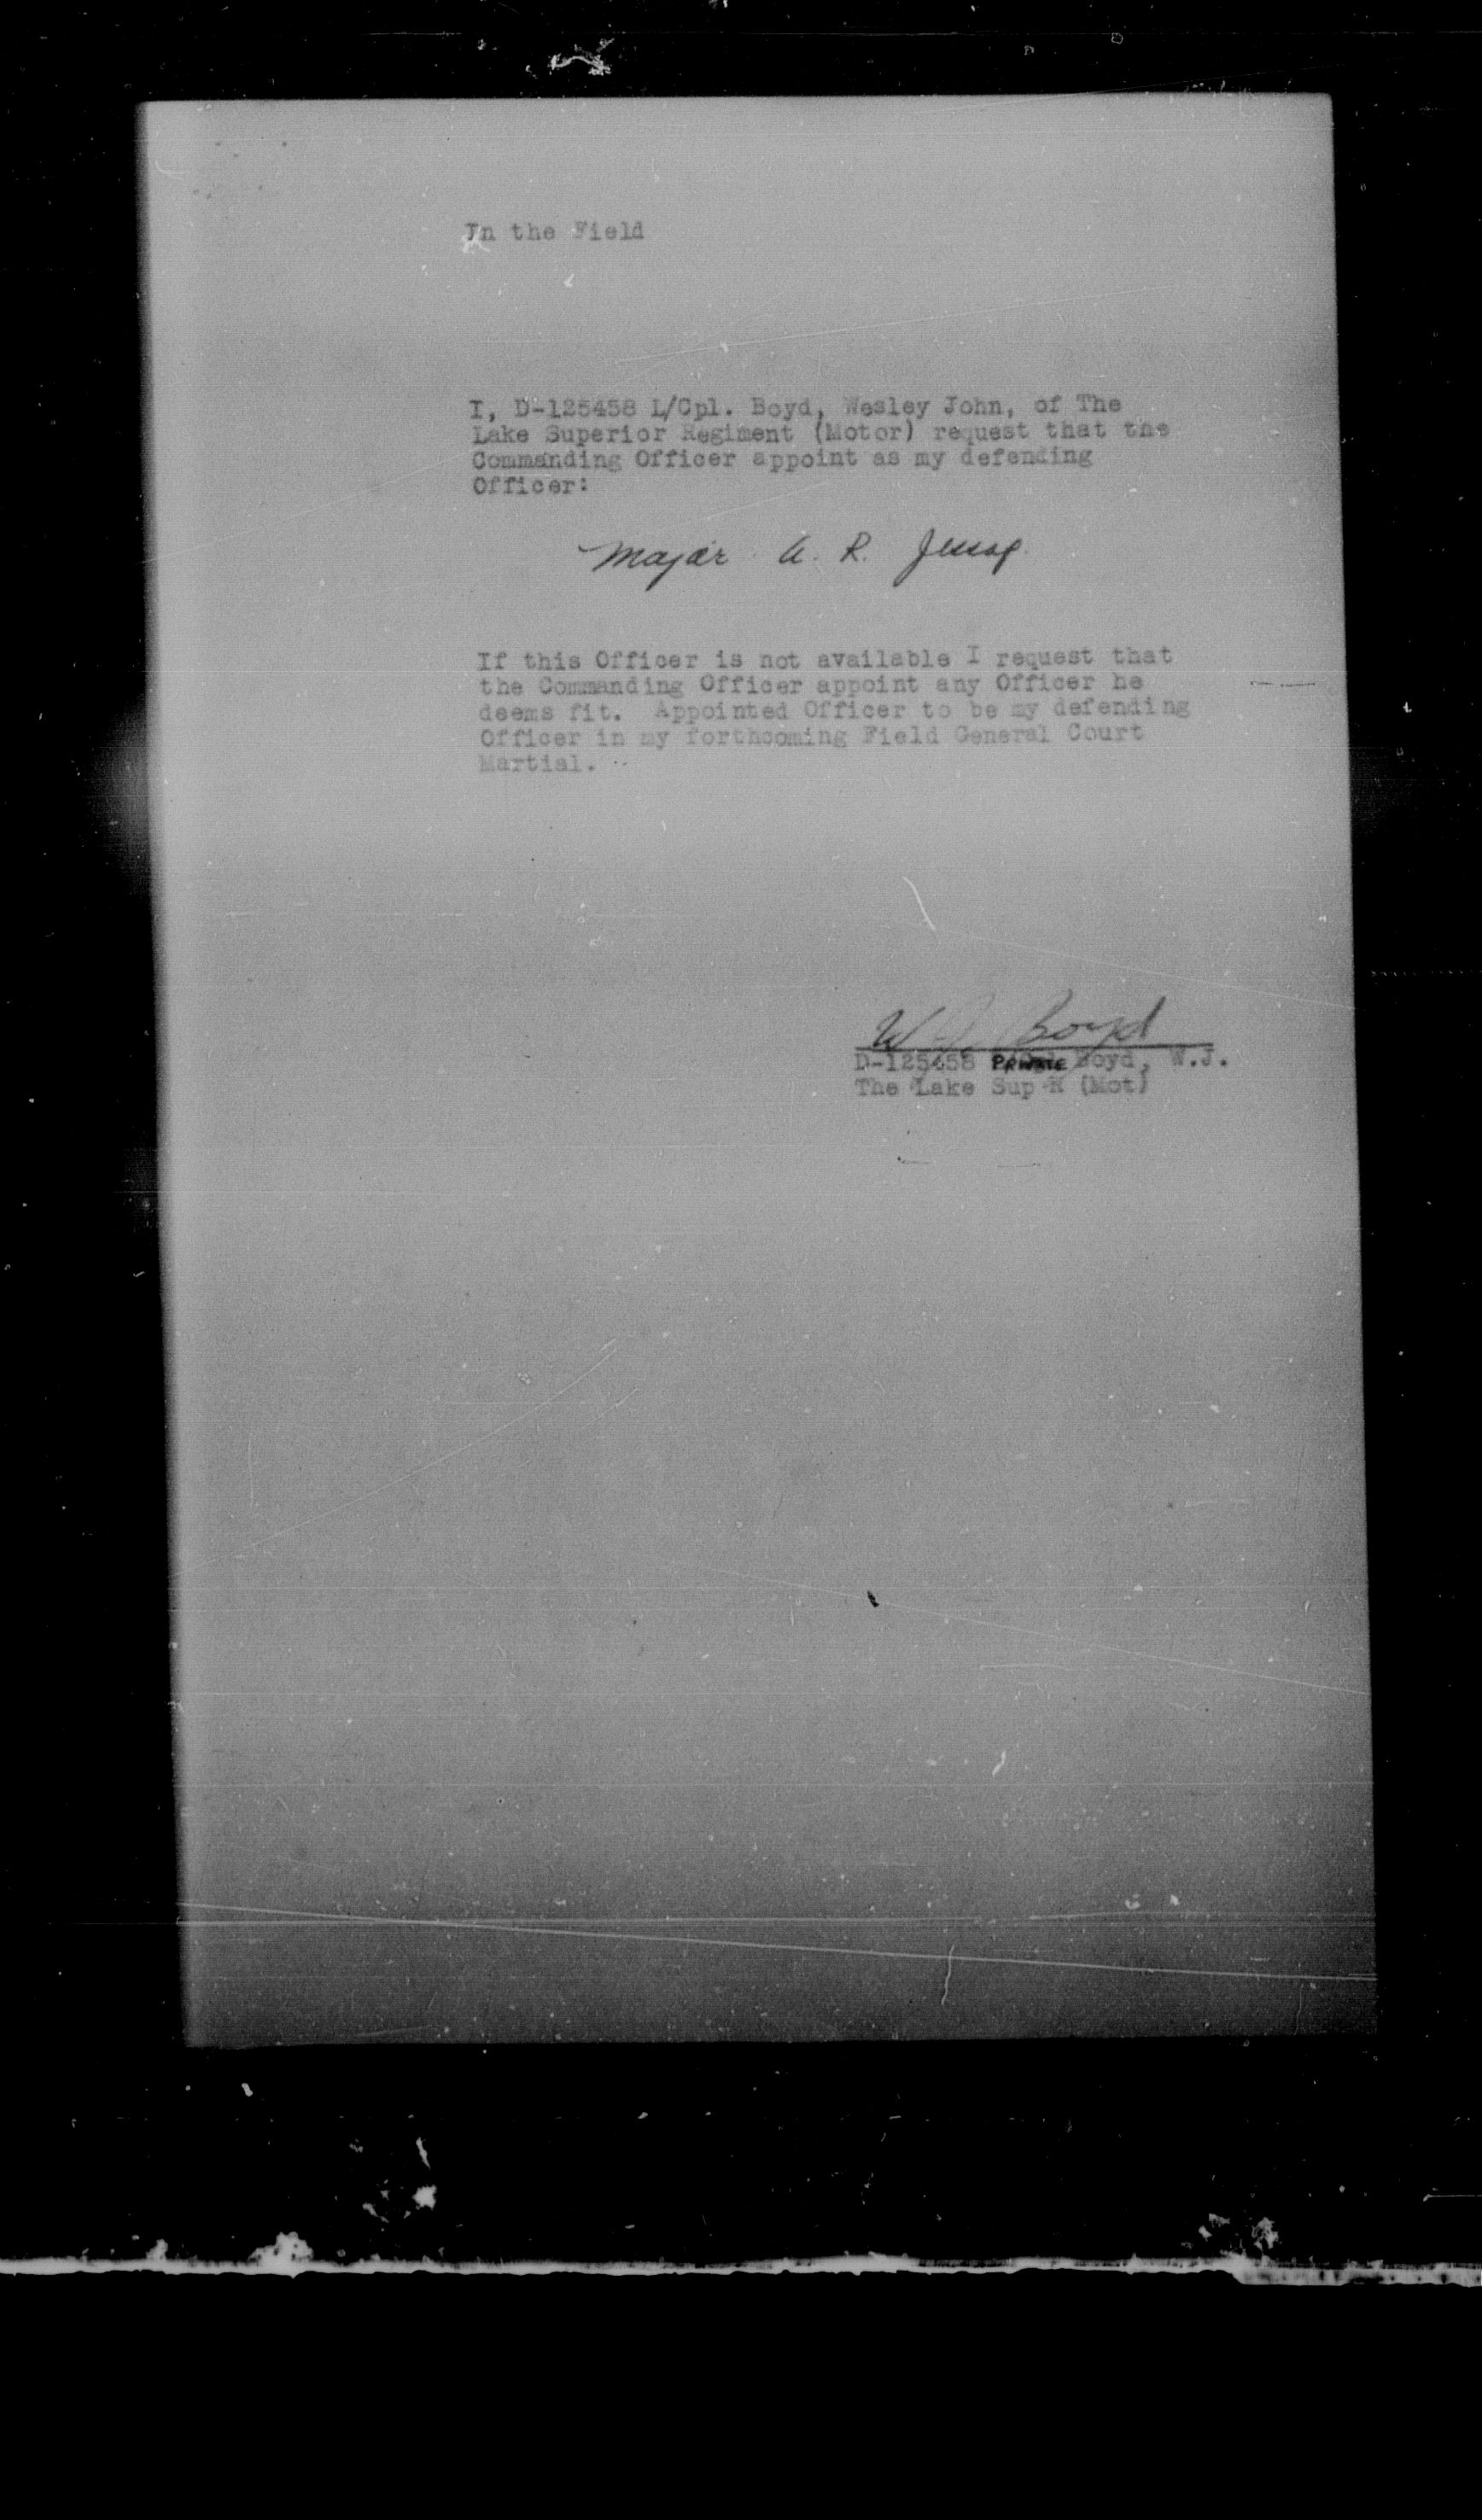 In the Field
I, D-125458 L/Cpl. Boyd, Wesley John, of The
Lake Superior Regiment (Motor) request that the
Commanding Officer appoint as my defending
Officer:
Major A. R. Jessop.
If this Officer is not available I request that
the Commanding Officer appoint any Officer he
deems fit. Appointed Officer to be my defending
Officer in my forthcoming Field General Court
Martial.
W J. Boyd
D-125458 PRIVATE Boyd, W.J.
The Lake Sup R (Mot)